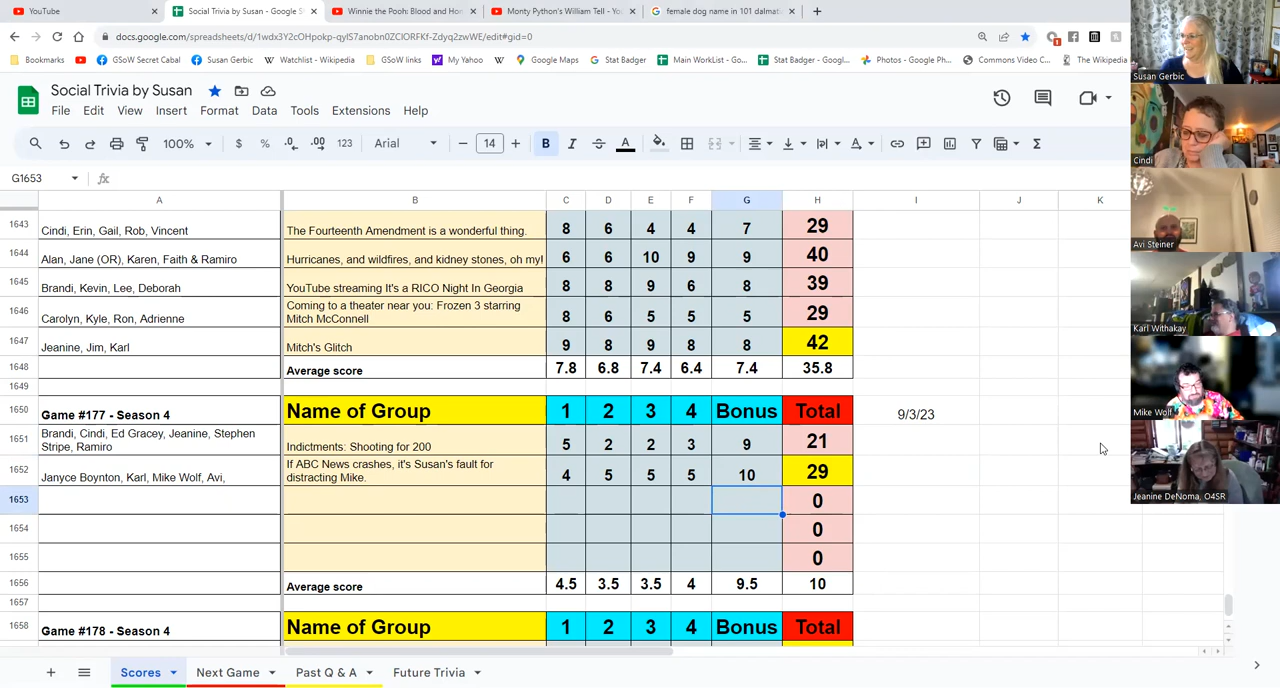 YouTube
Social Trivia by Susan - Google S
Winnie the Pooh: Blood and Ho
Monty Python's William Tell - Yo
female dog name in 101 dalmat
docs.google.com/spreadsheets/d/1wdx3Y2cOHpokp-qyIS7anobn0ZCIORFKf-Zdyq2zwWE/edit#gid=0
Bookmarks
GSoW Secret Cabal
Susan Gerbic
Watchlist - Wikipedia
GSoW links
My Yahoo
Google Maps
Stat Badger
Main WorkList - Go...
Stat Badger - Googl...
Photos - Google Ph...
Commons Video C...
The Wikipedia
Social Trivia by Susan
File Edit View Insert Format Data Tools Extensions Help
100% $ % .0 .00 123 Arial 14 B I S A
G1653 fx
A B C D E F G H I J K
1643 Cindi, Erin, Gail, Rob, Vincent The Fourteenth Amendment is a wonderful thing. 8 6 4 4 7 29
1644 Alan, Jane (OR), Karen, Faith & Ramiro Hurricanes, and wildfires, and kidney stones, oh my! 6 6 10 9 9 40
1645 Brandi, Kevin, Lee, Deborah YouTube streaming It's a RICO Night In Georgia 8 8 9 6 8 39
1646 Carolyn, Kyle, Ron, Adrienne Coming to a theater near you: Frozen 3 starring
Mitch McConnell 8 6 5 5 5 29
1647 Jeanine, Jim, Karl Mitch's Glitch 9 8 9 8 8 42
1648 Average score 7.8 6.8 7.4 6.4 7.4 35.8
1649
1650 Game #177 - Season 4 Name of Group 1 2 3 4 Bonus Total 9/3/23
1651 Brandi, Cindi, Ed Gracey, Jeanine, Stephen
Stripe, Ramiro Indictments: Shooting for 200 5 2 2 3 9 21
1652 Janyce Boynton, Karl, Mike Wolf, Avi, If ABC News crashes, it's Susan's fault for
distracting Mike. 4 5 5 5 10 29
1653 0
1654 0
1655 0
1656 Average score 4.5 3.5 3.5 4 9.5 10
1657
1658 Game #178 - Season 4 Name of Group 1 2 3 4 Bonus Total
Scores Next Game Past Q & A Future Trivia
Susan Gerbic
Cindi
Avi Steiner
Karl Withakay
Mike Wolf
Jeanine DeNoma, O4SR